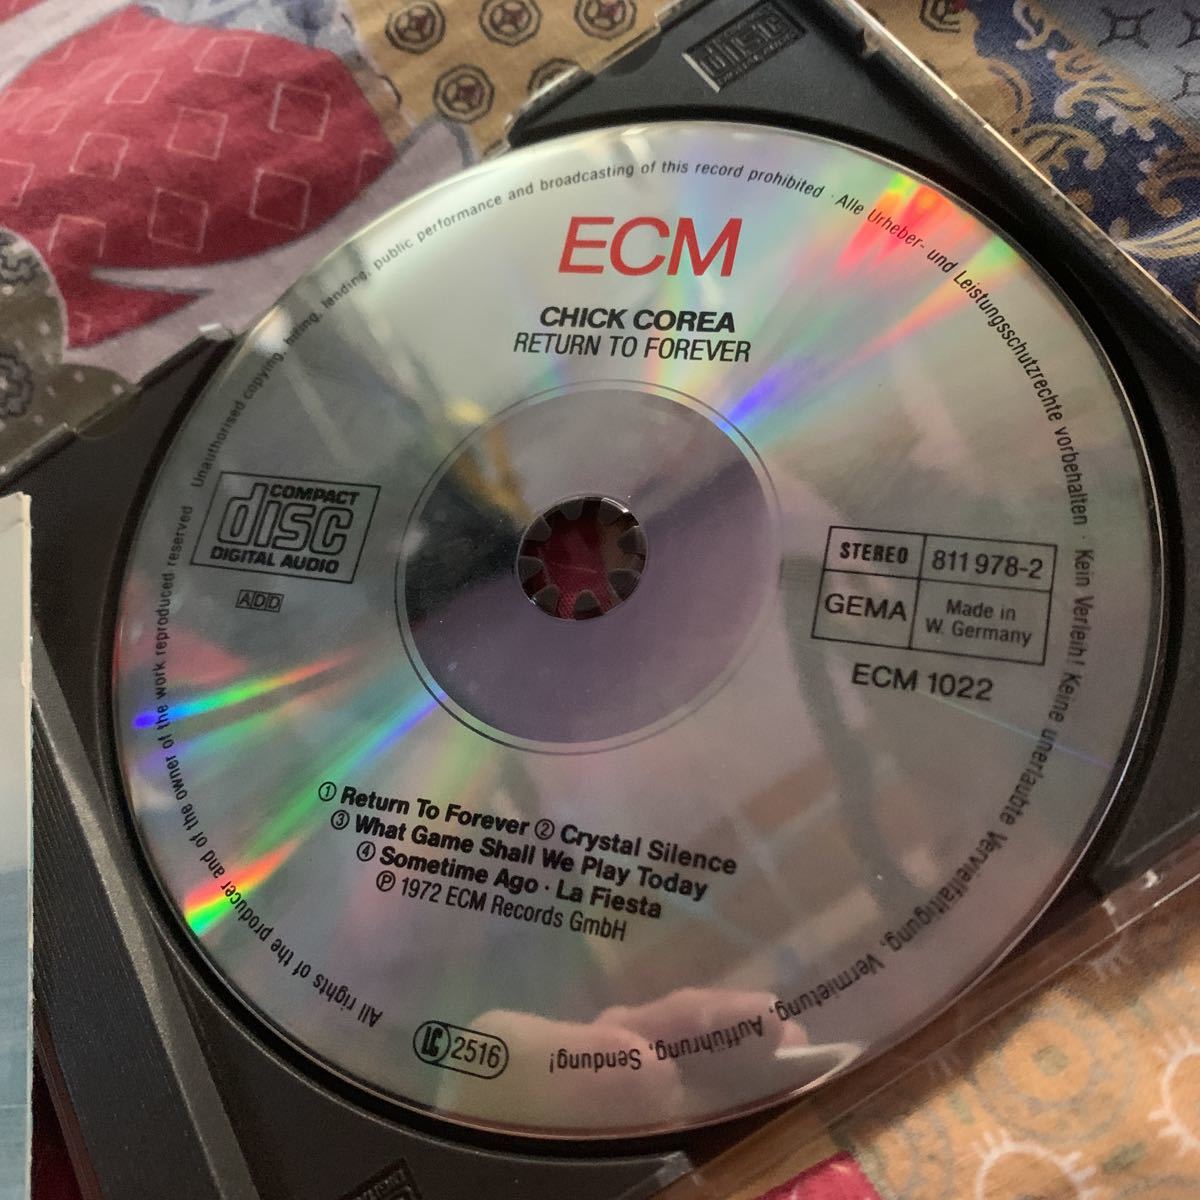 ECM
CHICK COREA
RETURN TO FOREVER
COMPACT
disc
DIGITAL AUDIO
ADD
STEREO
811 978-2
GEMA
Made in
W. Germany
ECM 1022
① Return To Forever ② Crystal Silence
③ What Game Shall We Play Today
④ Sometime Ago · La Fiesta
℗ 1972 ECM Records GmbH
LC 2516
All rights of the producer and of the owner of the work reproduced reserved Unauthorised copying, hiring, lending, public performance and broadcasting of this record prohibited · Alle Urheber- und Leistungsschutzrechte vorbehalten · Kein Verleih! Keine unerlaubte Vervielfältigung, Vermietung, Aufführung, Sendung!
disc